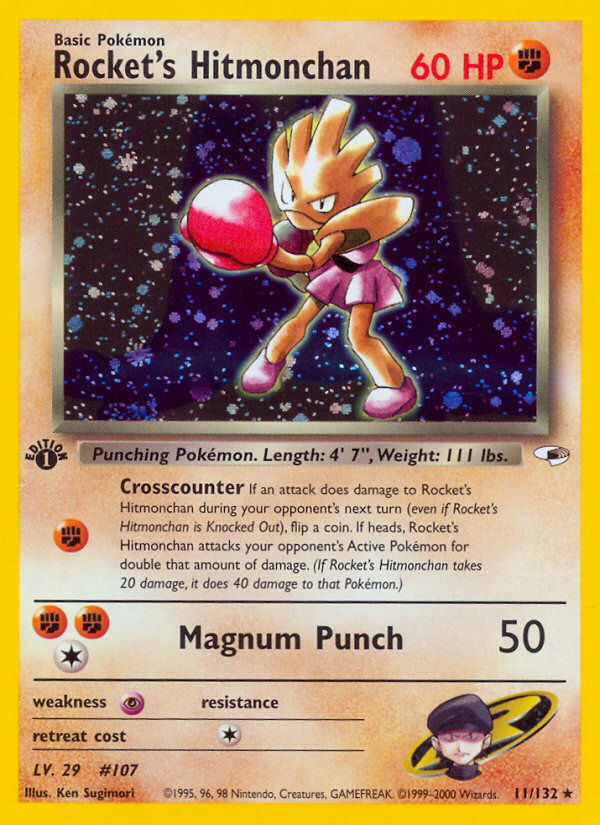 Basic Pokémon
Rocket's Hitmonchan 60 HP
EDITION
1
Punching Pokémon. Length: 4' 7", Weight: 111 lbs.
Crosscounter If an attack does damage to Rocket's
Hitmonchan during your opponent's next turn (even if Rocket's
Hitmonchan is Knocked Out), flip a coin. If heads, Rocket's
Hitmonchan attacks your opponent's Active Pokémon for
double that amount of damage. (If Rocket's Hitmonchan takes
20 damage, it does 40 damage to that Pokémon.)
Magnum Punch 50
weakness resistance
retreat cost
LV. 29 #107
Illus. Ken Sugimori ©1995, 96, 98 Nintendo, Creatures, GAMEFREAK. ©1999-2000 Wizards. 11/132 ★